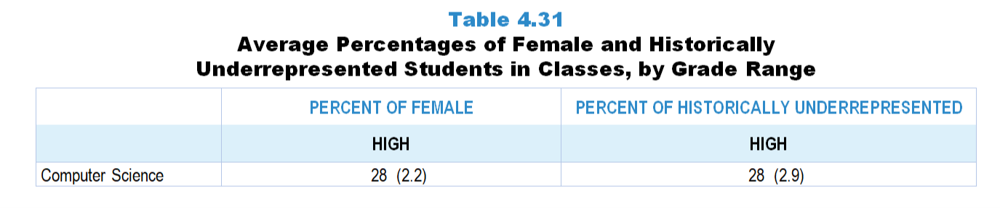 Table 4.31
Average Percentages of Female and Historically
Underrepresented Students in Classes, by Grade Range
PERCENT OF FEMALE PERCENT OF HISTORICALLY UNDERREPRESENTED
HIGH HIGH
Computer Science 28 (2.2) 28 (2.9)